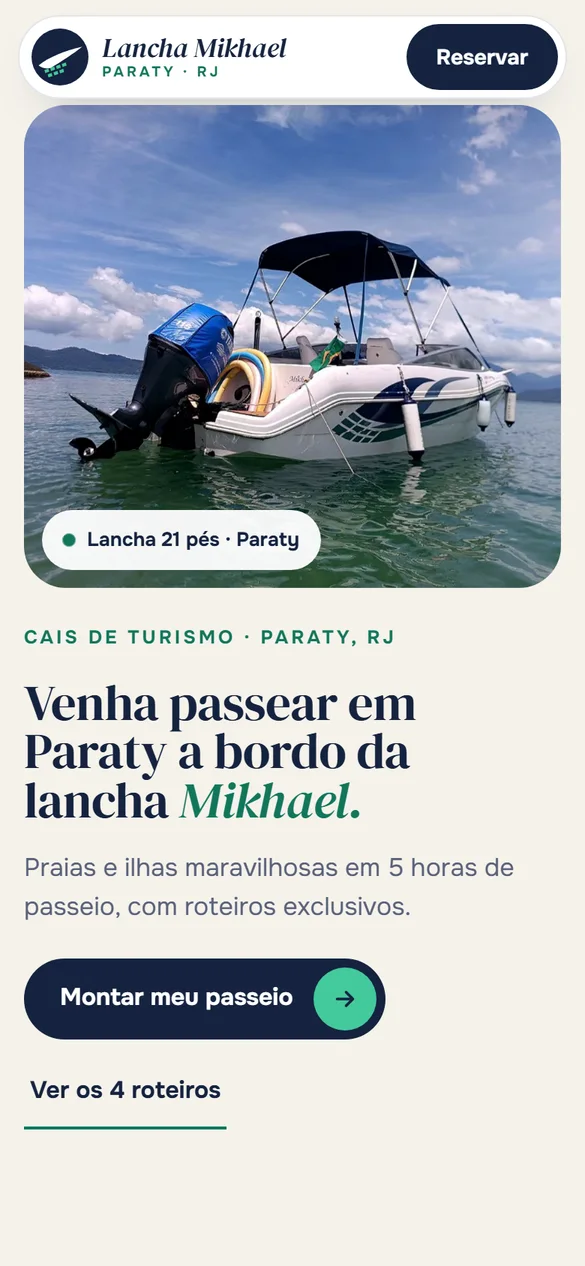 Lancha Mikhael
PARATY · RJ
Reservar
Lancha 21 pés · Paraty
CAIS DE TURISMO · PARATY, RJ
Venha passear em
Paraty a bordo da
lancha Mikhael.
Praias e ilhas maravilhosas em 5 horas de
passeio, com roteiros exclusivos.
Montar meu passeio
Ver os 4 roteiros